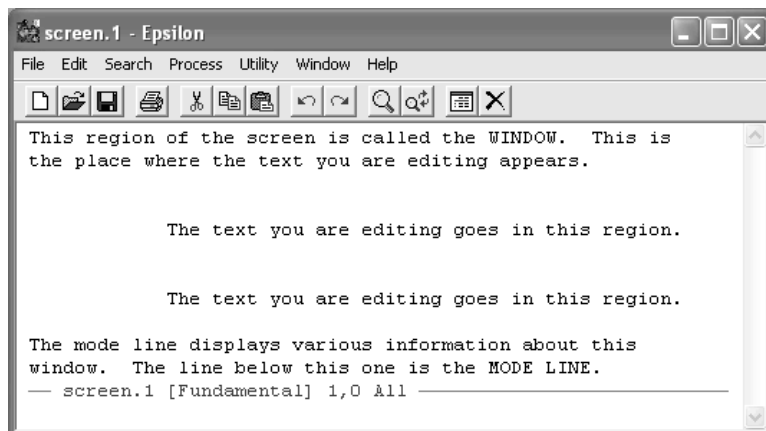 screen.1 - Epsilon
File Edit Search Process Utility Window Help
This region of the screen is called the WINDOW.  This is
the place where the text you are editing appears.
The text you are editing goes in this region.
The text you are editing goes in this region.
The mode line displays various information about this
window.  The line below this one is the MODE LINE.
screen.1 [Fundamental] 1,0 All